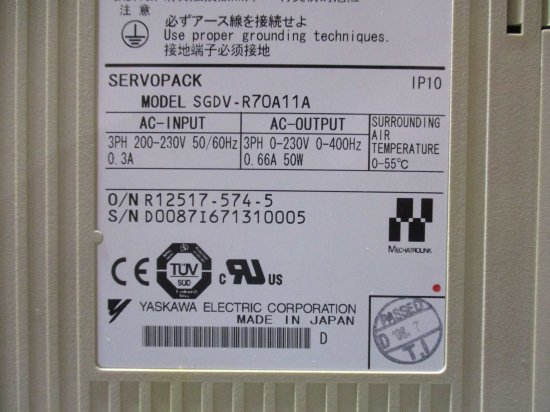 注意
必ずアース線を接続せよ
Use proper grounding techniques.
接地端子必须接地
SERVOPACK IP10
MODEL SGDV-R70A11A
AC-INPUT AC-OUTPUT SURROUNDING AIR TEMPERATURE 0-55℃
3PH 200-230V 50/60Hz 3PH 0-230V 0-400Hz
0.3A 0.66A 50W
O/N R12517-574-5
S/N D0087I671310005
MECHATROLINK
CE TÜV SÜD c RU US
YASKAWA ELECTRIC CORPORATION
MADE IN JAPAN
D
PASSED
D '08.7
T.I